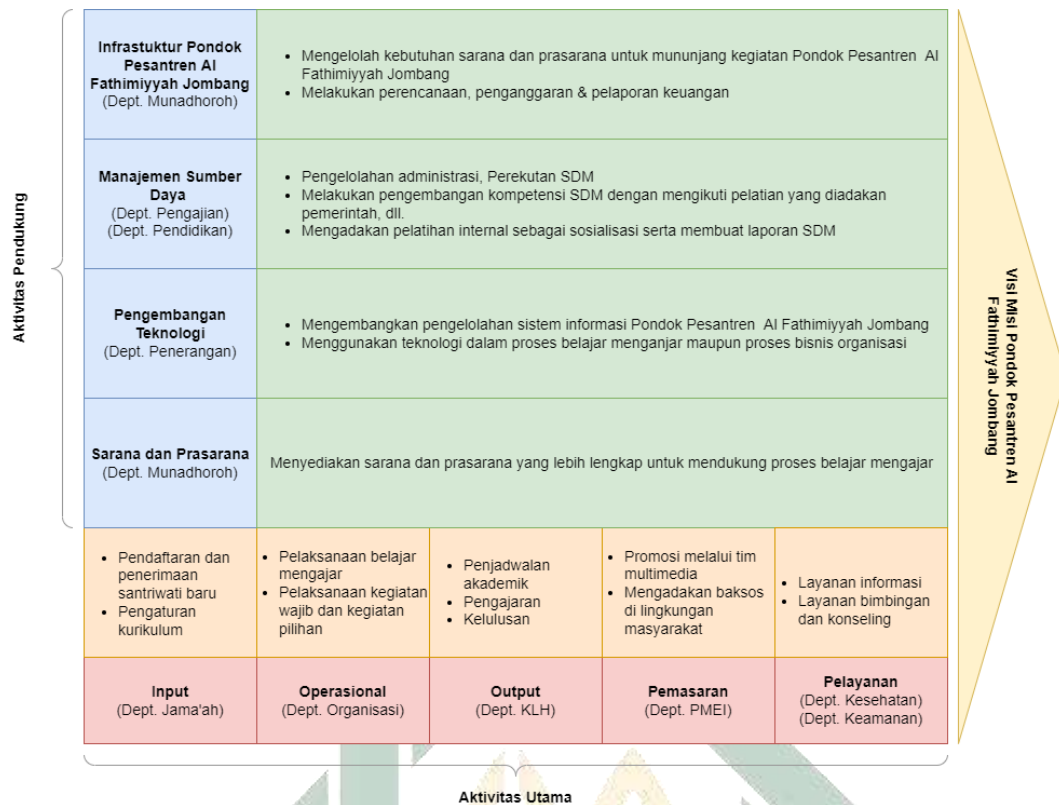 Aktivitas Pendukung
Infrastuktur Pondok
Pesantren Al
Fathimiyyah Jombang
(Dept. Munadhoroh)
• Mengelolah kebutuhan sarana dan prasarana untuk mununjang kegiatan Pondok Pesantren Al
Fathimiyyah Jombang
• Melakukan perencanaan, penganggaran & pelaporan keuangan
Manajemen Sumber
Daya
(Dept. Pengajian)
(Dept. Pendidikan)
• Pengelolahan administrasi, Perekutan SDM
• Melakukan pengembangan kompetensi SDM dengan mengikuti pelatian yang diadakan
pemerintah, dll.
• Mengadakan pelatihan internal sebagai sosialisasi serta membuat laporan SDM
Pengembangan
Teknologi
(Dept. Penerangan)
• Mengembangkan pengelolahan sistem informasi Pondok Pesantren Al Fathimiyyah Jombang
• Menggunakan teknologi dalam proses belajar menganjar maupun proses bisnis organisasi
Sarana dan Prasarana
(Dept. Munadhoroh)
Menyediakan sarana dan prasarana yang lebih lengkap untuk mendukung proses belajar mengajar
• Pendaftaran dan
penerimaan
santriwati baru
• Pengaturan
kurikulum
• Pelaksanaan belajar
mengajar
• Pelaksanaan kegiatan
wajib dan kegiatan
pilihan
• Penjadwalan
akademik
• Pengajaran
• Kelulusan
• Promosi melalui tim
multimedia
• Mengadakan baksos
di lingkungan
masyarakat
• Layanan informasi
• Layanan bimbingan
dan konseling
Input
(Dept. Jama'ah)
Operasional
(Dept. Organisasi)
Output
(Dept. KLH)
Pemasaran
(Dept. PMEI)
Pelayanan
(Dept. Kesehatan)
(Dept. Keamanan)
Visi Misi Pondok Pesantren Al
Fathimiyyah Jombang
Aktivitas Utama